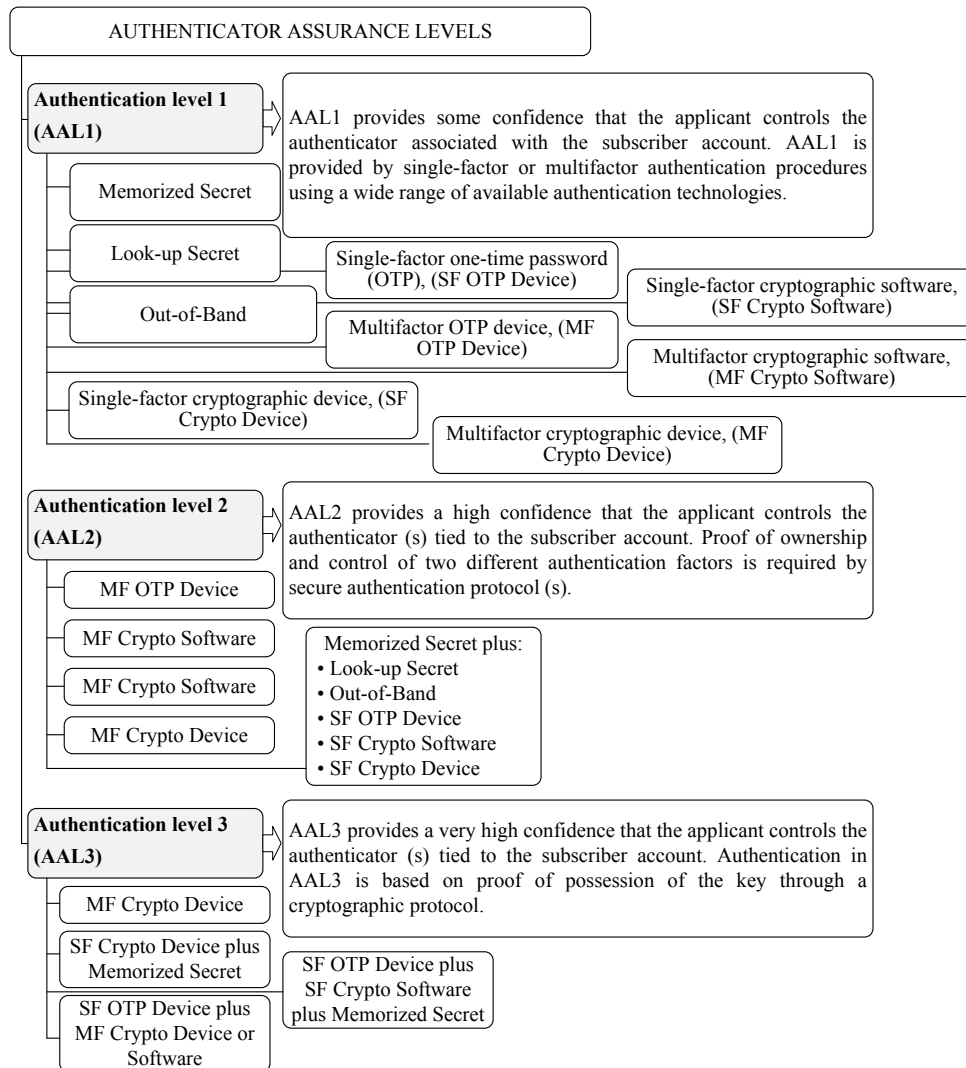 AUTHENTICATOR ASSURANCE LEVELS
Authentication level 1
(AAL1)
AAL1 provides some confidence that the applicant controls the
authenticator associated with the subscriber account. AAL1 is
provided by single-factor or multifactor authentication procedures
using a wide range of available authentication technologies.
Memorized Secret
Look-up Secret
Single-factor one-time password
(OTP), (SF OTP Device)
Single-factor cryptographic software,
(SF Crypto Software)
Out-of-Band
Multifactor OTP device, (MF
OTP Device)
Multifactor cryptographic software,
(MF Crypto Software)
Single-factor cryptographic device, (SF
Crypto Device)
Multifactor cryptographic device, (MF
Crypto Device)
Authentication level 2
(AAL2)
AAL2 provides a high confidence that the applicant controls the
authenticator (s) tied to the subscriber account. Proof of ownership
and control of two different authentication factors is required by
secure authentication protocol (s).
MF OTP Device
MF Crypto Software
MF Crypto Software
MF Crypto Device
Memorized Secret plus:
• Look-up Secret
• Out-of-Band
• SF OTP Device
• SF Crypto Software
• SF Crypto Device
Authentication level 3
(AAL3)
AAL3 provides a very high confidence that the applicant controls the
authenticator (s) tied to the subscriber account. Authentication in
AAL3 is based on proof of possession of the key through a
cryptographic protocol.
MF Crypto Device
SF Crypto Device plus
Memorized Secret
SF OTP Device plus
SF Crypto Software
plus Memorized Secret
SF OTP Device plus
MF Crypto Device or
Software